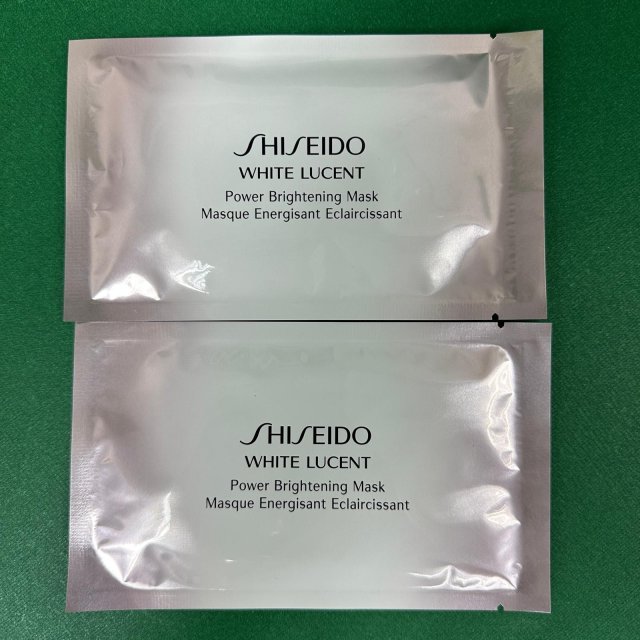 SHISEIDO
WHITE LUCENT
Power Brightening Mask
Masque Energisant Eclaircissant
SHISEIDO
WHITE LUCENT
Power Brightening Mask
Masque Energisant Eclaircissant